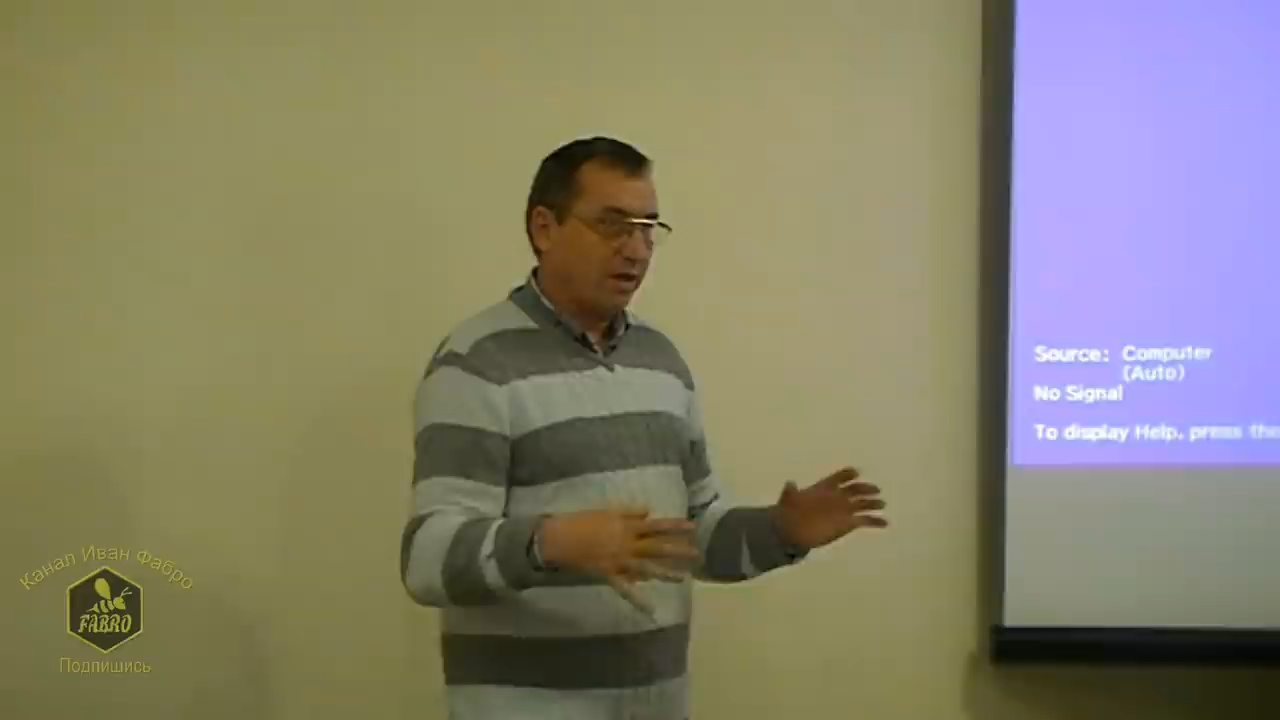 Source: Computer
(Auto)
No Signal
To display Help, press the
Канал Иван Фабро
FABRO
Подпишись